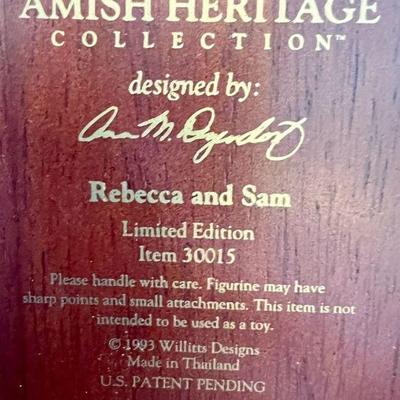 AMISH HERITAGE
COLLECTION™
designed by:
Rebecca and Sam
Limited Edition
Item 30015
Please handle with care. Figurine may have
sharp points and small attachments. This item is not
intended to be used as a toy.
© 1993 Willitts Designs
Made in Thailand
U.S. PATENT PENDING